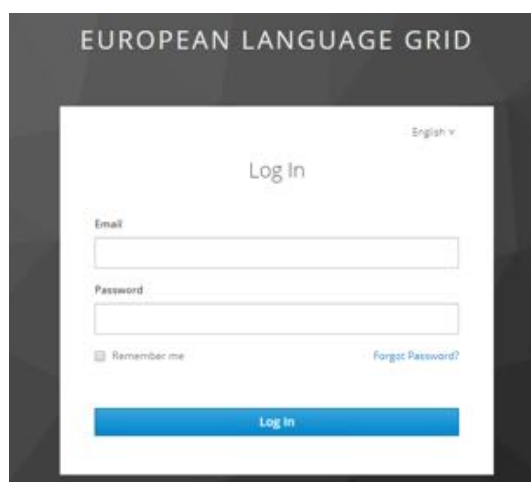 EUROPEAN LANGUAGE GRID
English
Log In
Email
Password
Remember me Forgot Password?
Log In